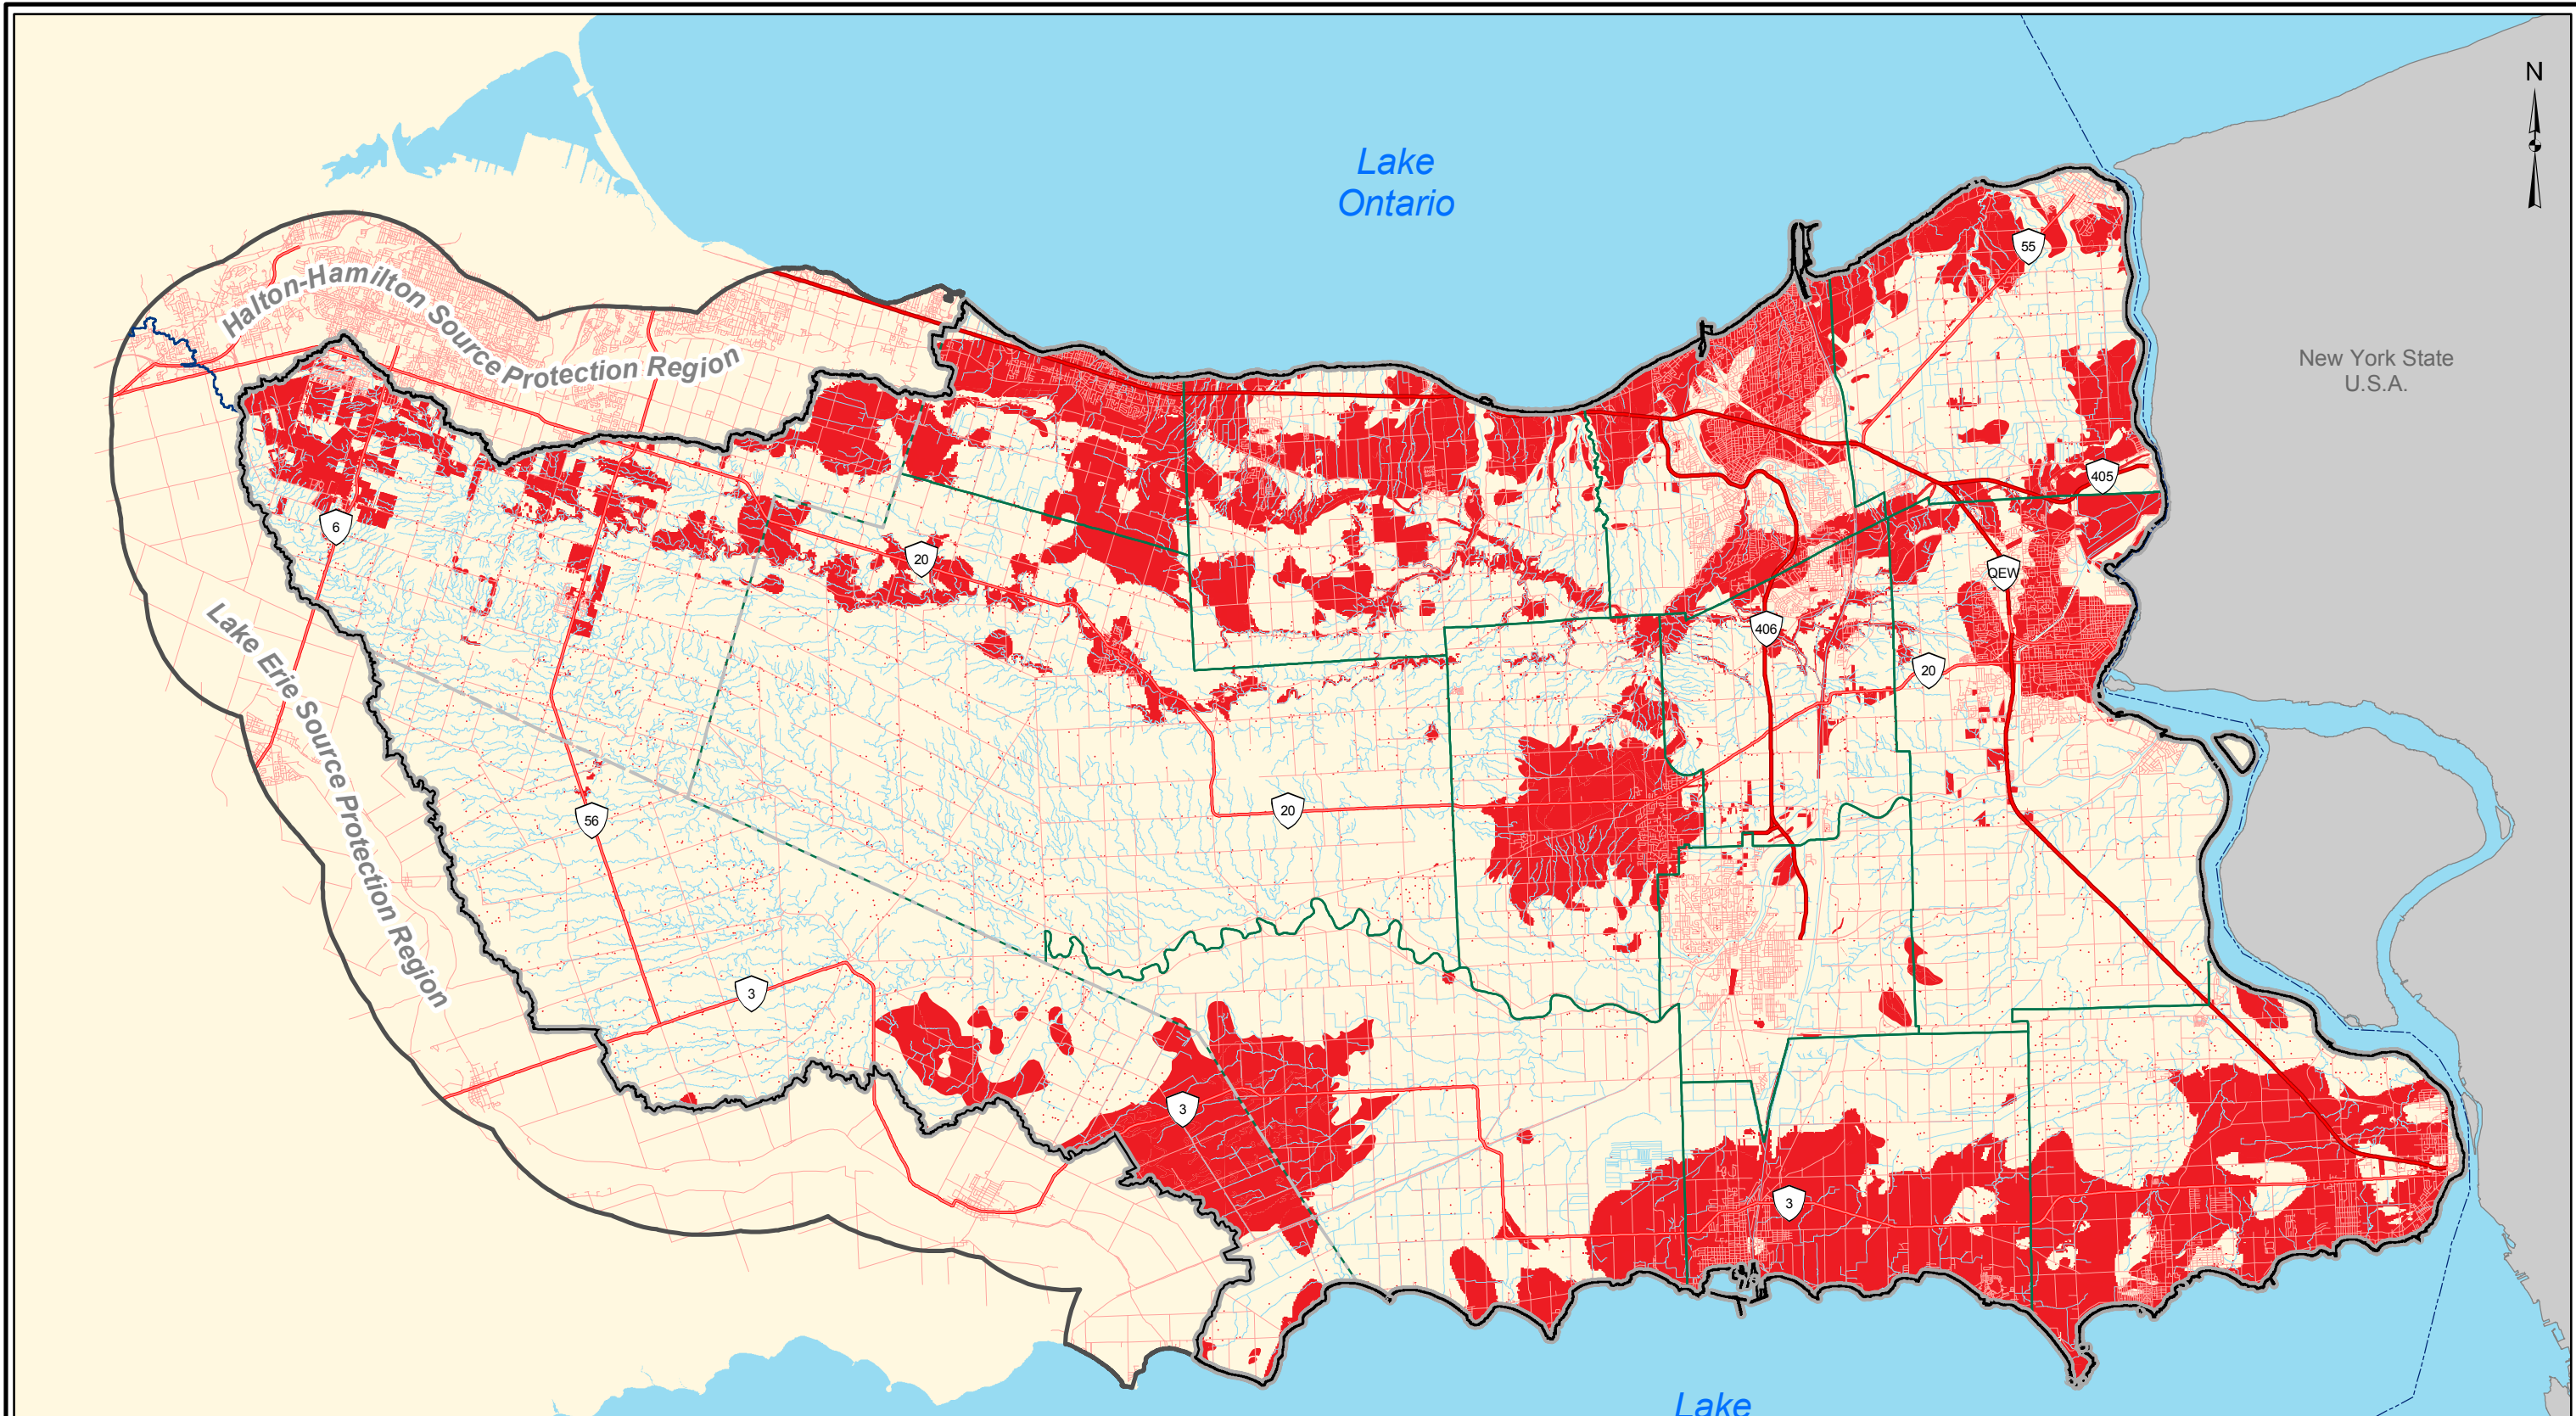 N
Lake
Ontario
55
Halton-Hamilton Source Protection Region
New York State
U.S.A.
405
6
20
QEW
Lake Erie Source Protection Region
406
20
20
56
3
3
3
Lake